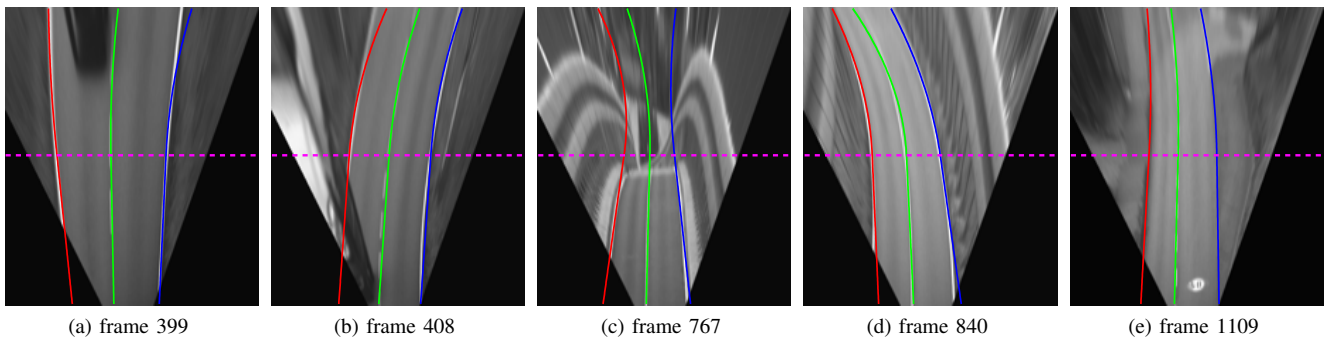 (a) frame 399
(b) frame 408
(c) frame 767
(d) frame 840
(e) frame 1109